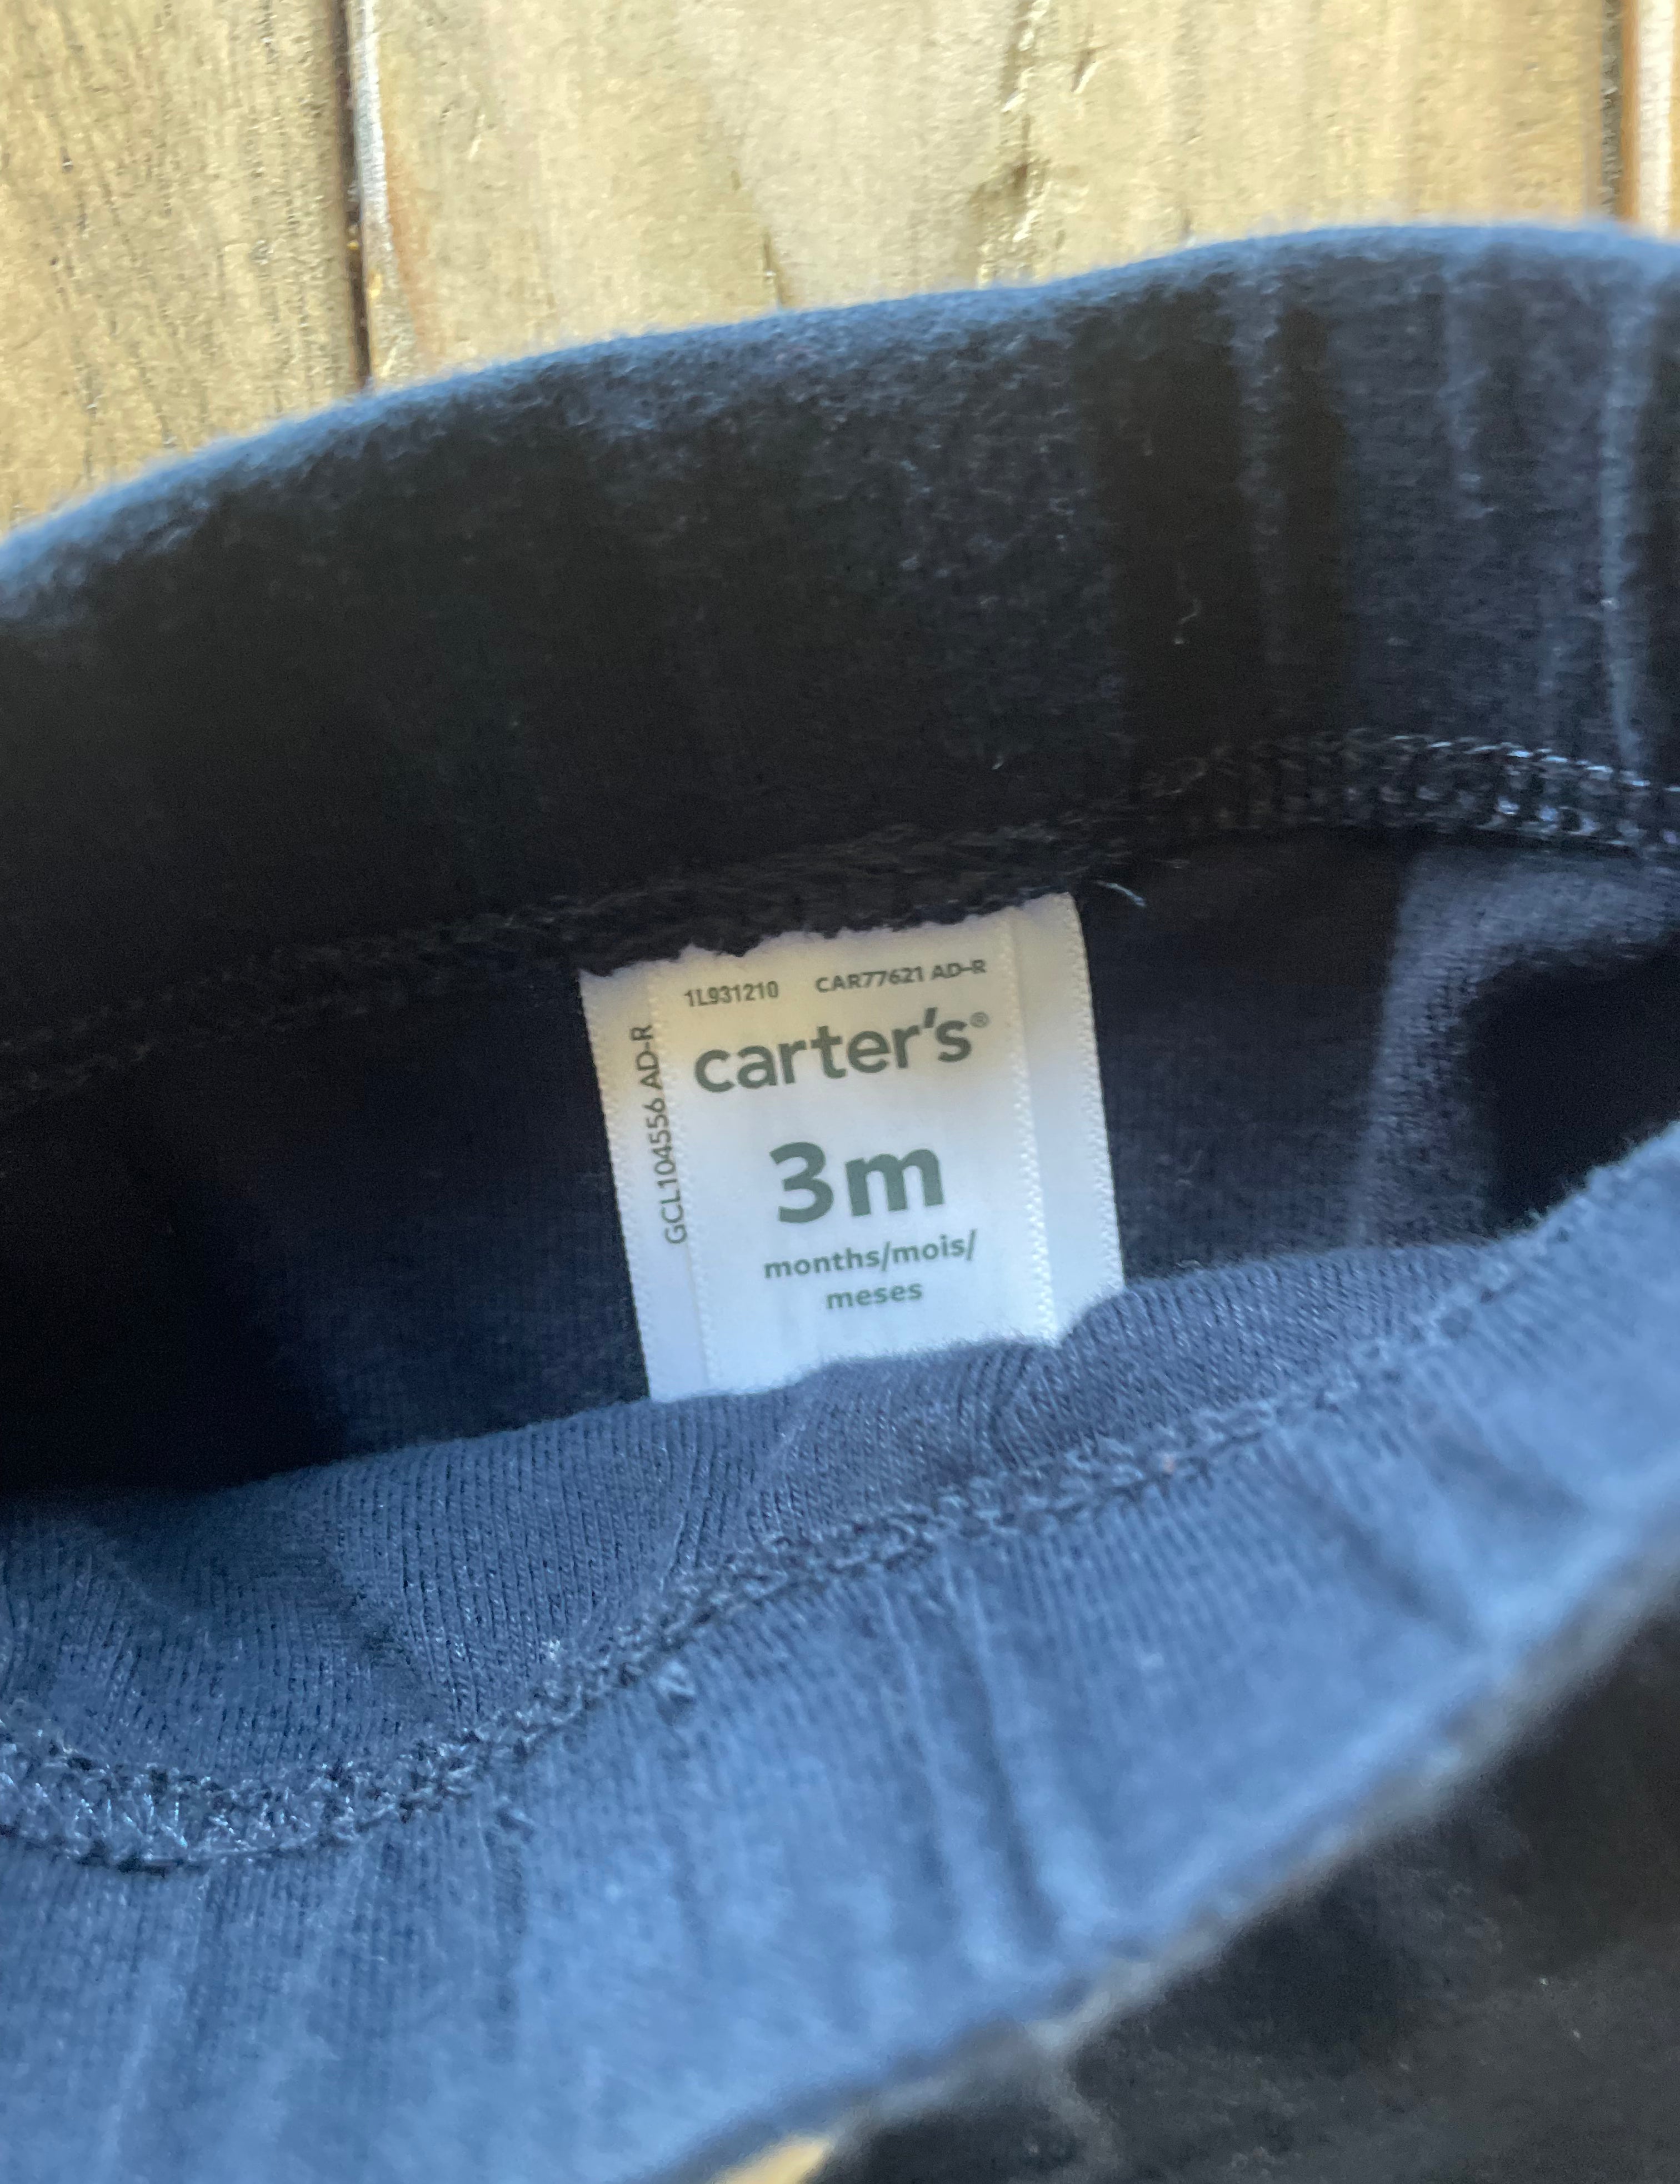 1L931210 CAR77621 AD-R
GCL104556 AD-R
carter's®
3m
months/mois/
meses